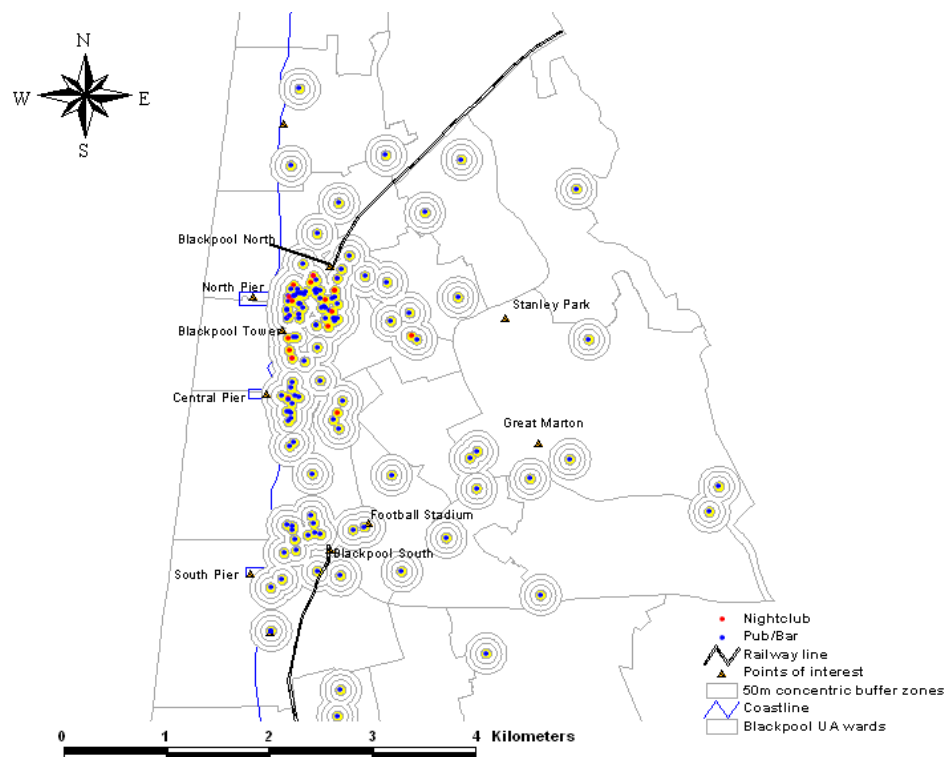 N
W E
S
Blackpool North
North Pier
Stanley Park
Blackpool Tower
Central Pier
Great Marton
Football Stadium
Blackpool South
South Pier
Nightclub
Pub/Bar
Railway line
Points of interest
50m concentric buffer zones
Coastline
Blackpool UA wards
0 1 2 3 4 Kilometers